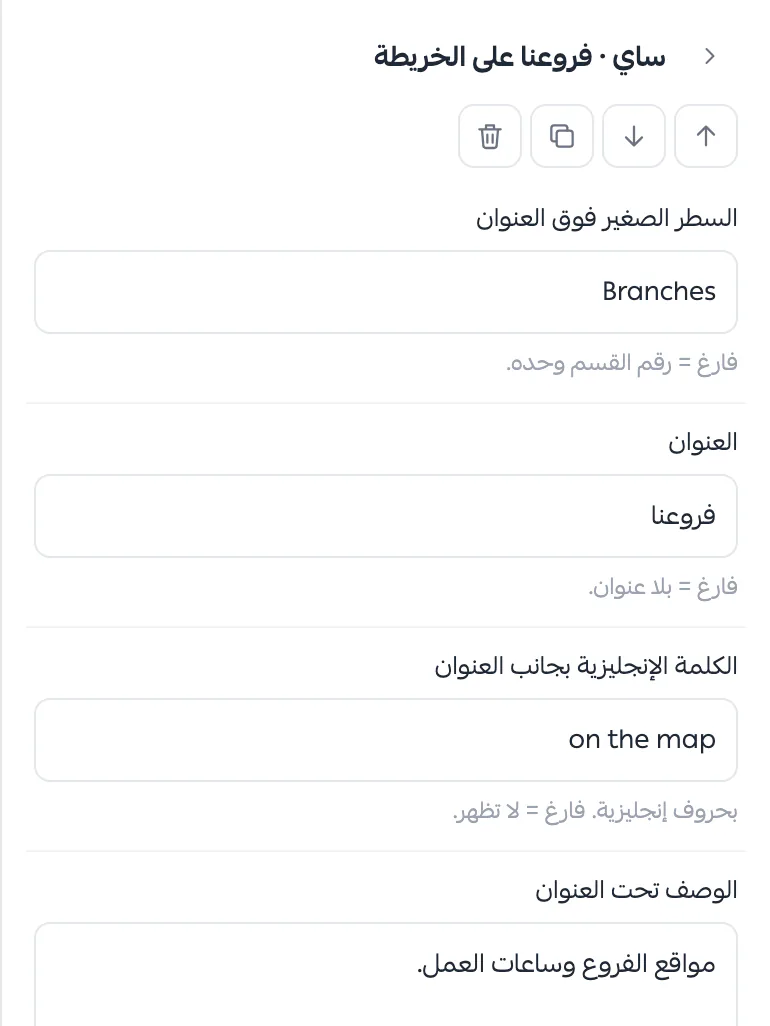 ساي · فروعنا على الخريطة
السطر الصغير فوق العنوان
Branches
فارغ = رقم القسم وحده.
العنوان
فروعنا
فارغ = بلا عنوان.
الكلمة الإنجليزية بجانب العنوان
on the map
بحروف إنجليزية. فارغ = لا تظهر.
الوصف تحت العنوان
مواقع الفروع وساعات العمل.